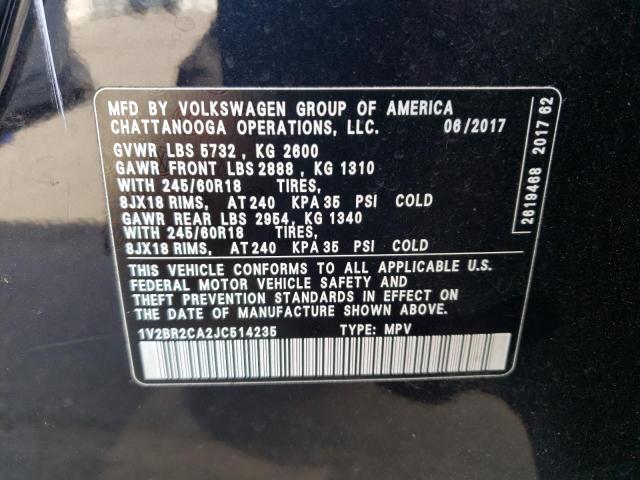 MFD BY VOLKSWAGEN GROUP OF AMERICA
CHATTANOOGA OPERATIONS, LLC. 06/2017
GVWR LBS 5732 , KG 2600
GAWR FRONT LBS 2888 , KG 1310
WITH 245/60R18 TIRES,
8JX18 RIMS, AT 240 KPA 35 PSI COLD
GAWR REAR LBS 2954, KG 1340
WITH 245/60R18 TIRES,
8JX18 RIMS, AT 240 KPA 35 PSI COLD
THIS VEHICLE CONFORMS TO ALL APPLICABLE U.S.
FEDERAL MOTOR VEHICLE SAFETY AND
THEFT PREVENTION STANDARDS IN EFFECT ON
THE DATE OF MANUFACTURE SHOWN ABOVE.
1V2BR2CA2JC514235 TYPE: MPV
2619468 2017 62